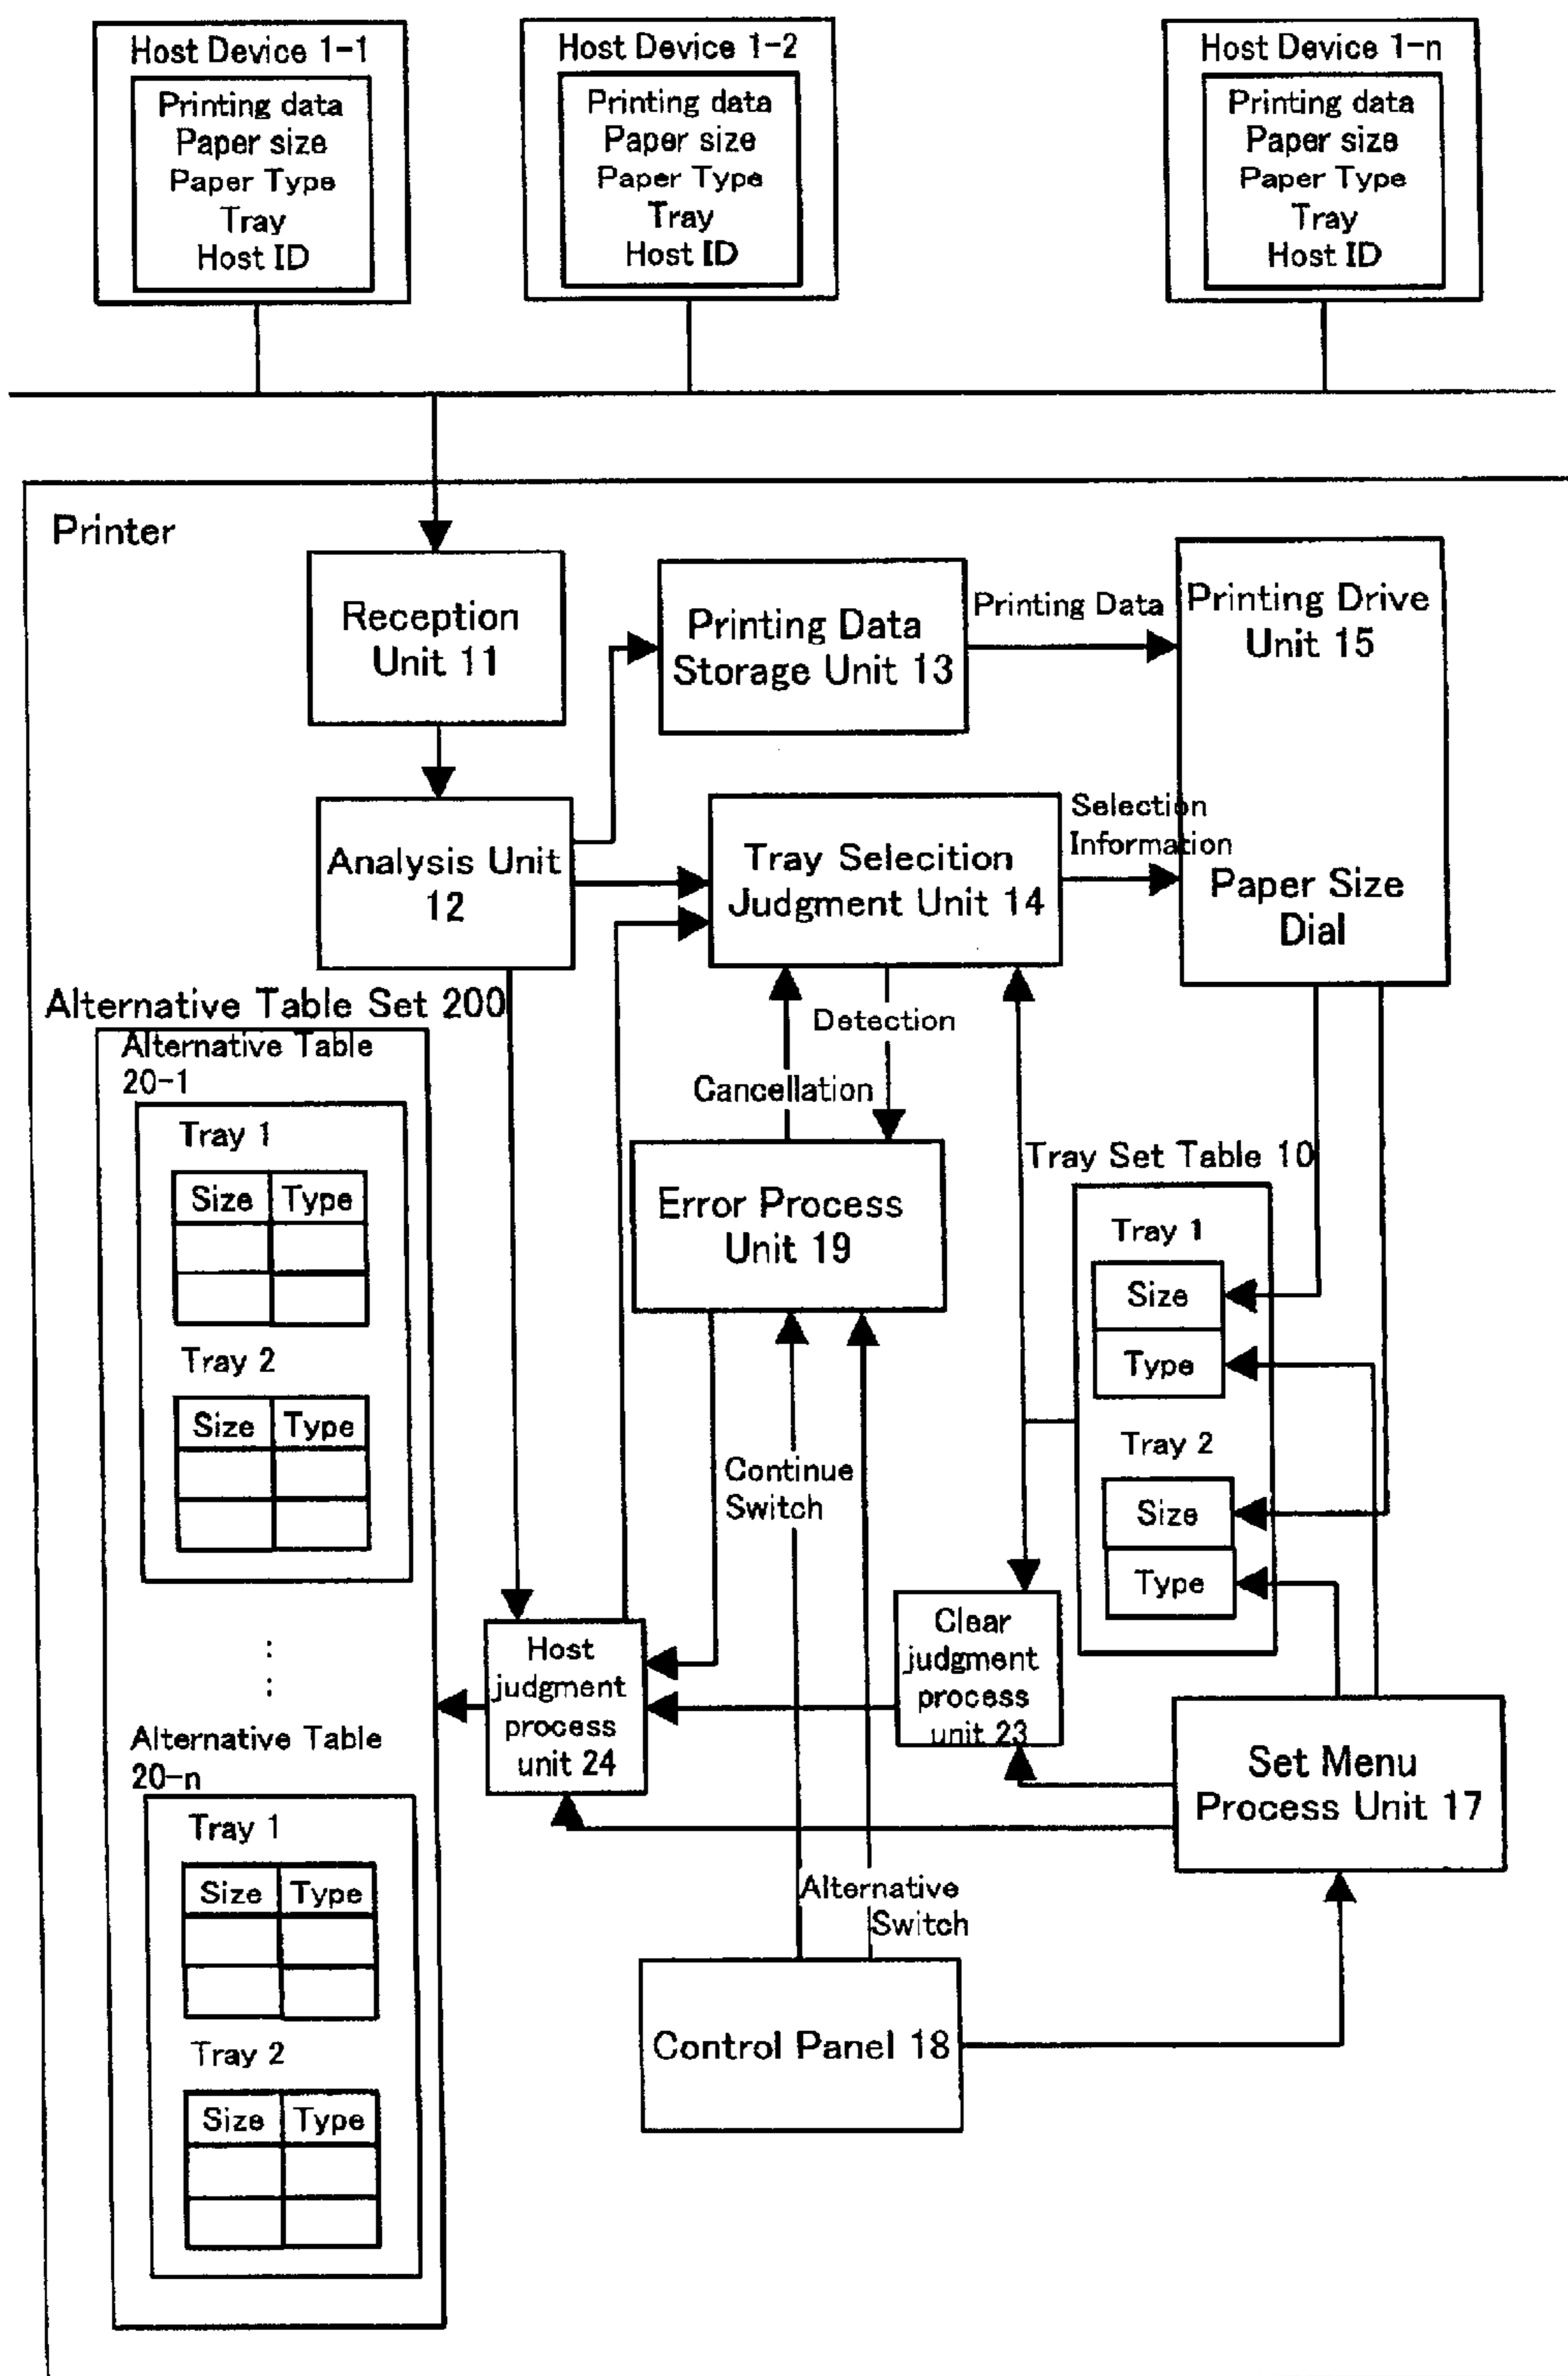 Host Device 1-1
Printing data
Paper size
Paper Type
Tray
Host ID
Host Device 1-2
Printing data
Paper size
Paper Type
Tray
Host ID
Host Device 1-n
Printing data
Paper size
Paper Type
Tray
Host ID
Printer
Reception
Unit 11
Printing Data
Storage Unit 13
Printing Data
Printing Drive
Unit 15
Paper Size
Dial
Analysis Unit
12
Tray Selecition
Judgment Unit 14
Selection
Information
Alternative Table Set 200
Alternative Table
20-1
Tray 1
Size Type
Tray 2
Size Type
:
:
Alternative Table
20-n
Tray 1
Size Type
Tray 2
Size Type
Detection
Cancellation
Error Process
Unit 19
Tray Set Table 10
Tray 1
Size
Type
Tray 2
Size
Type
Continue
Switch
Host
judgment
process
unit 24
Clear
judgment
process
unit 23
Set Menu
Process Unit 17
Alternative
Switch
Control Panel 18